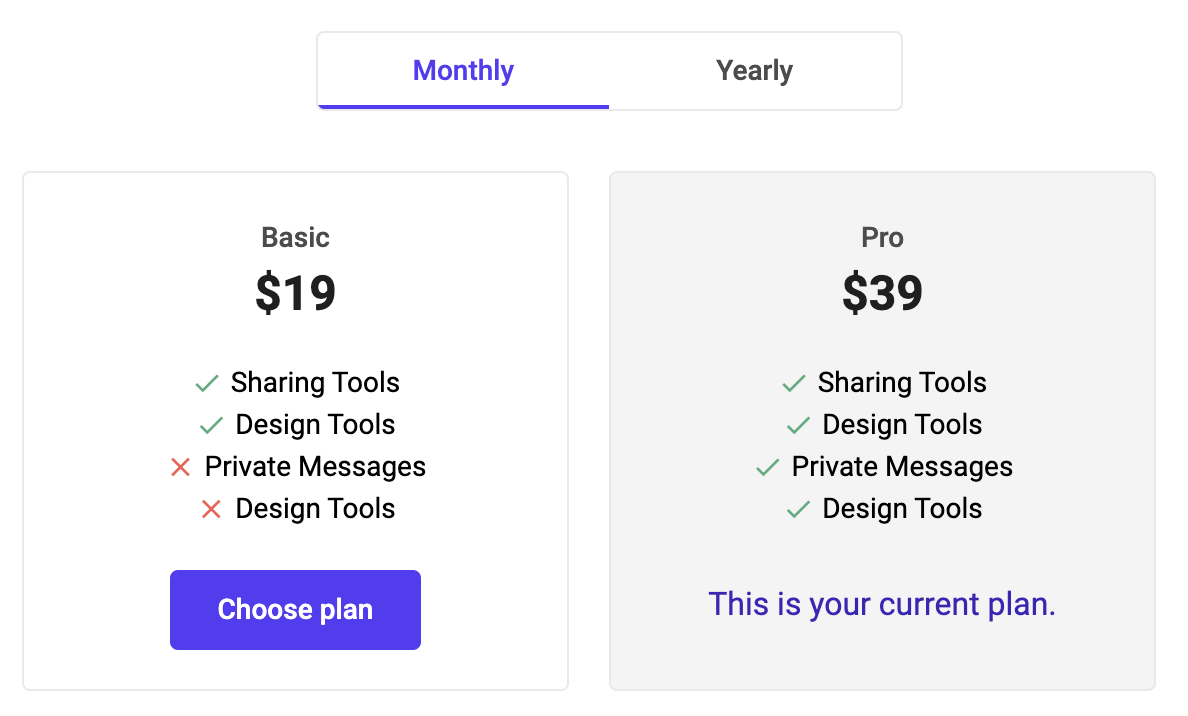 Monthly
Yearly
Basic
$19
Sharing Tools
Design Tools
Private Messages
Design Tools
Choose plan
Pro
$39
Sharing Tools
Design Tools
Private Messages
Design Tools
This is your current plan.